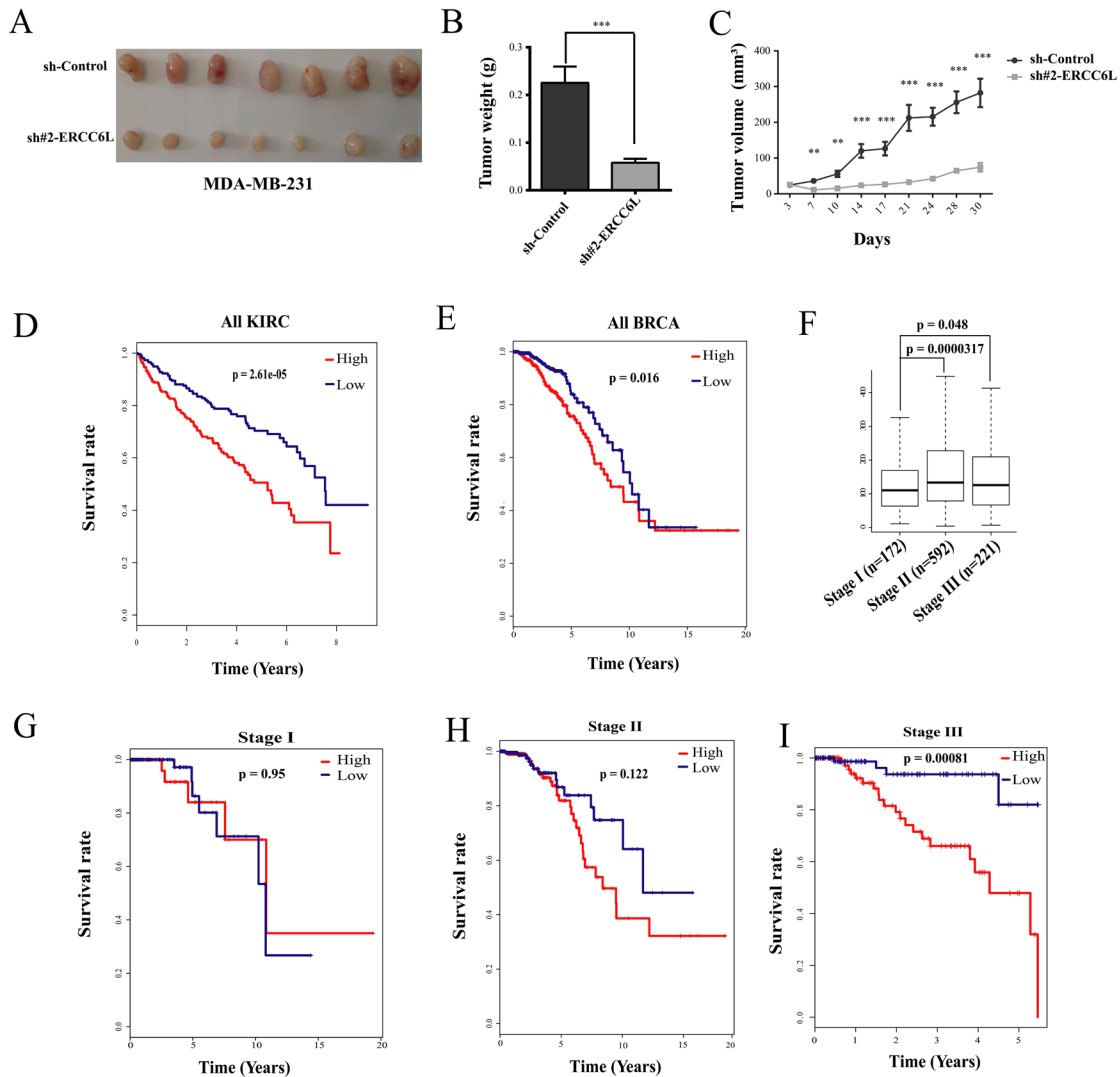 A
sh-Control
sh#2-ERCC6L
MDA-MB-231
B
***
Tumor weight (g)
0.3
0.2
0.1
0.0
sh-Control
sh#2-ERCC6L
C
Tumor volume (mm³)
400
300
200
100
0
** ** *** *** *** *** *** ***
sh-Control
sh#2-ERCC6L
3 7 10 14 17 21 24 28 30
Days
D
All KIRC
High
Low
p = 2.61e-05
Survival rate
1.0
0.8
0.6
0.4
0.2
0.0
0 2 4 6 8
Time (Years)
E
All BRCA
High
Low
p = 0.016
Survival rate
1.0
0.8
0.6
0.4
0.2
0.0
0 5 10 15 20
Time (Years)
F
p = 0.048
p = 0.0000317
0
Stage I (n=172)
Stage II (n=592)
Stage III (n=221)
G
Stage I
High
Low
p = 0.95
Survival rate
1.0
0.8
0.6
0.4
0.2
0.0
0 5 10 15 20
Time (Years)
H
Stage II
High
Low
p = 0.122
Survival rate
1.0
0.8
0.6
0.4
0.2
0.0
0 5 10 15 20
Time (Years)
I
Stage III
High
Low
p = 0.00081
Survival rate
1.0
0.8
0.6
0.4
0.2
0.0
0 1 2 3 4 5
Time (Years)